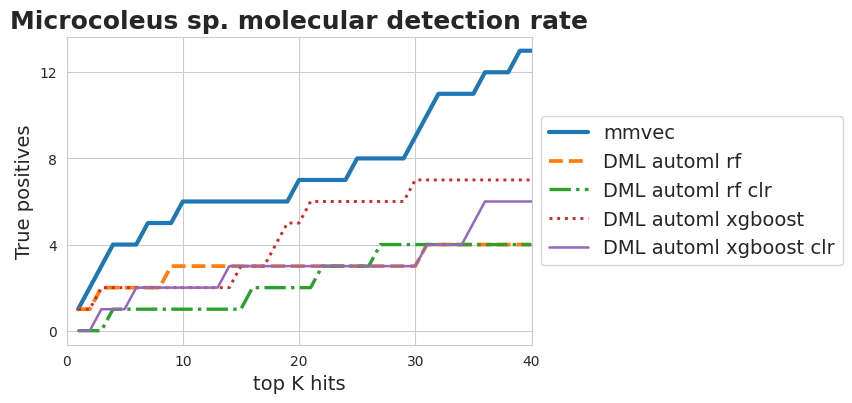 Microcoleus sp. molecular detection rate
True positives
12
8
4
0
0 10 20 30 40
top K hits
mmvec
DML automl rf
DML automl rf clr
DML automl xgboost
DML automl xgboost clr